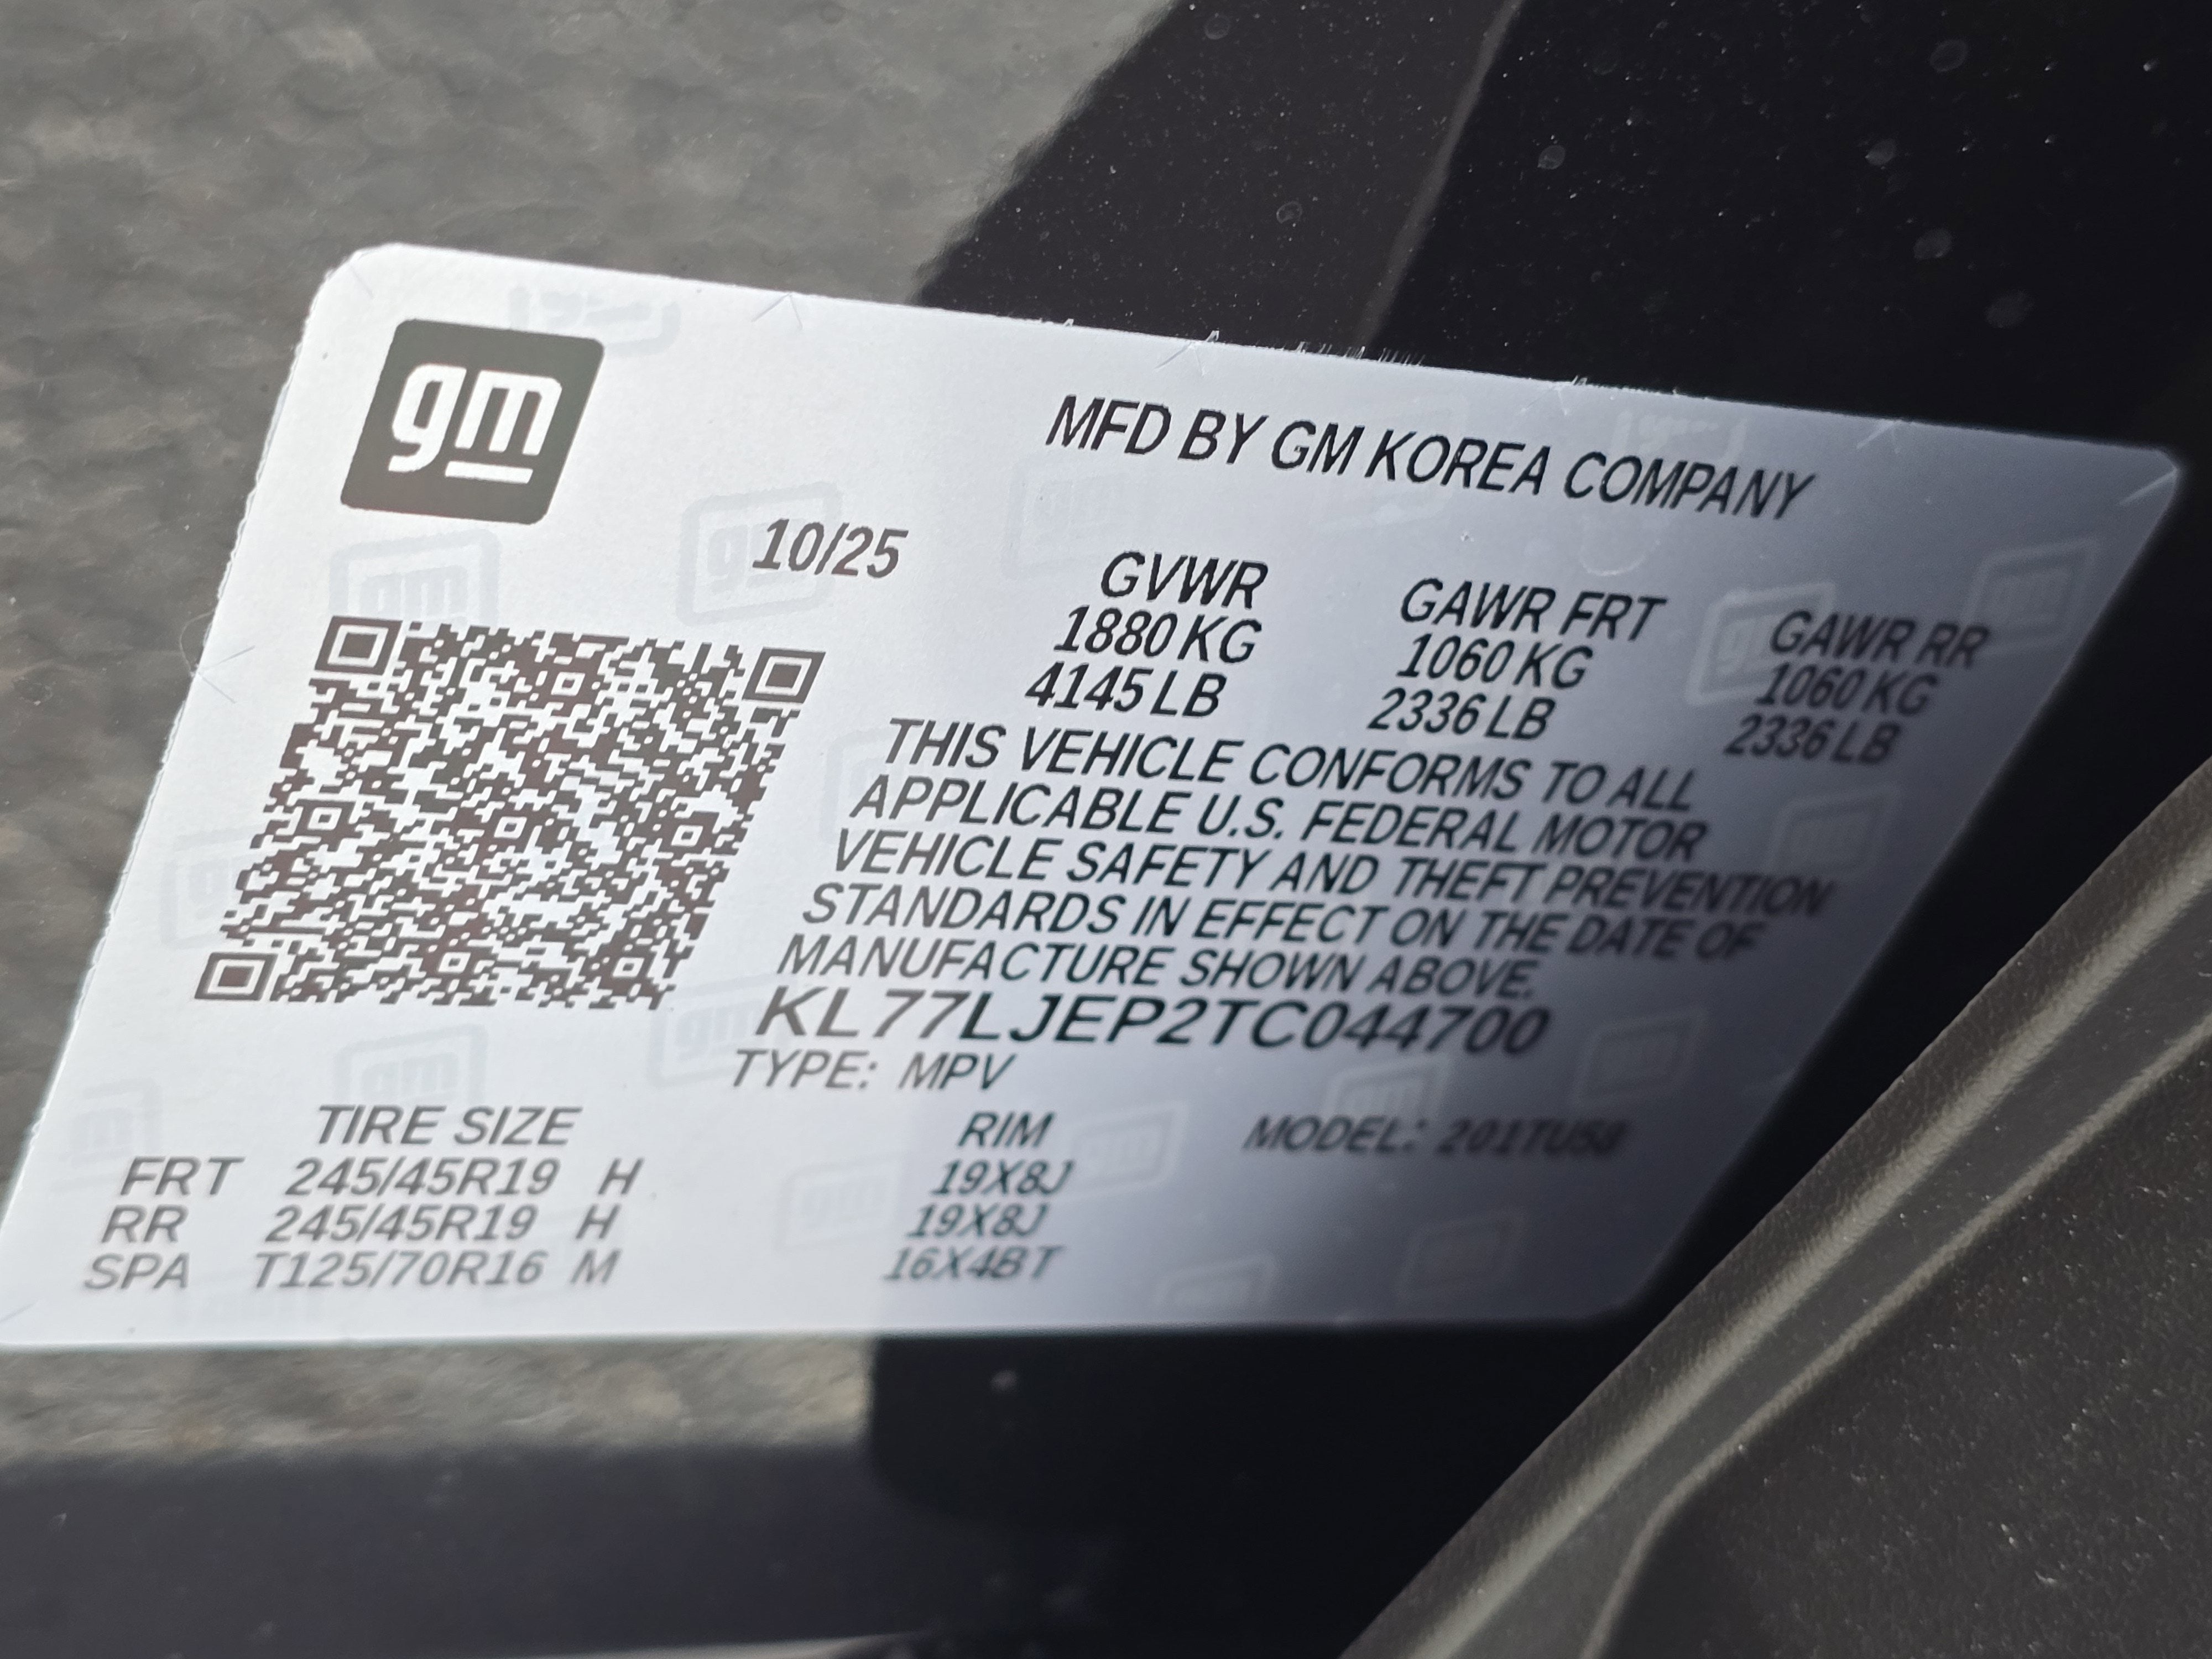 gm
MFD BY GM KOREA COMPANY
10/25
GVWR GAWR FRT GAWR RR
1880 KG 1060 KG 1060 KG
4145 LB 2336 LB 2336 LB
THIS VEHICLE CONFORMS TO ALL
APPLICABLE U.S. FEDERAL MOTOR
VEHICLE SAFETY AND THEFT PREVENTION
STANDARDS IN EFFECT ON THE DATE OF
MANUFACTURE SHOWN ABOVE.
KL77LJEP2TC044700
TYPE: MPV
TIRE SIZE RIM MODEL: 201TU58
FRT 245/45R19 H 19X8J
RR 245/45R19 H 19X8J
SPA T125/70R16 M 16X4BT